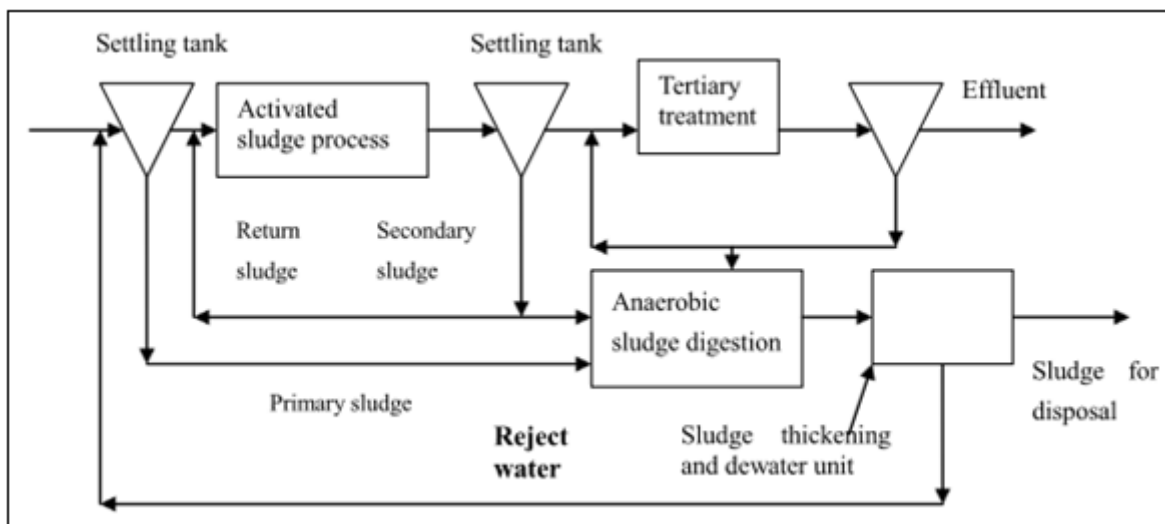 Settling tank
Settling tank
Activated
sludge process
Tertiary
treatment
Effluent
Return
sludge
Secondary
sludge
Anaerobic
sludge digestion
Primary sludge
Reject
water
Sludge thickening
and dewater unit
Sludge for
disposal